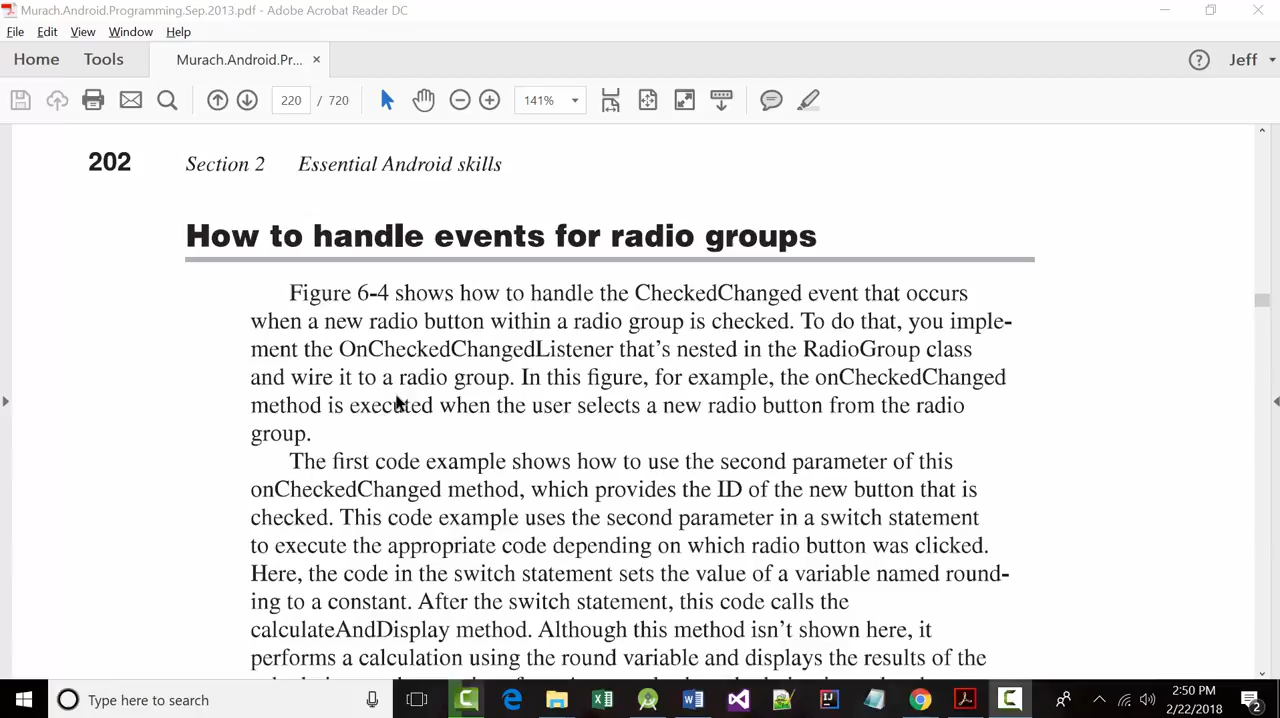 Murach.Android.Programming.Sep.2013.pdf - Adobe Acrobat Reader DC
File Edit View Window Help
Home Tools Murach.Android.Pr... × Jeff
220 / 720 141%
202 Section 2 Essential Android skills
How to handle events for radio groups
Figure 6-4 shows how to handle the CheckedChanged event that occurs
when a new radio button within a radio group is checked. To do that, you imple-
ment the OnCheckedChangedListener that's nested in the RadioGroup class
and wire it to a radio group. In this figure, for example, the onCheckedChanged
method is executed when the user selects a new radio button from the radio
group.
The first code example shows how to use the second parameter of this
onCheckedChanged method, which provides the ID of the new button that is
checked. This code example uses the second parameter in a switch statement
to execute the appropriate code depending on which radio button was clicked.
Here, the code in the switch statement sets the value of a variable named round-
ing to a constant. After the switch statement, this code calls the
calculateAndDisplay method. Although this method isn't shown here, it
performs a calculation using the round variable and displays the results of the
Type here to search
2:50 PM
2/22/2018
2